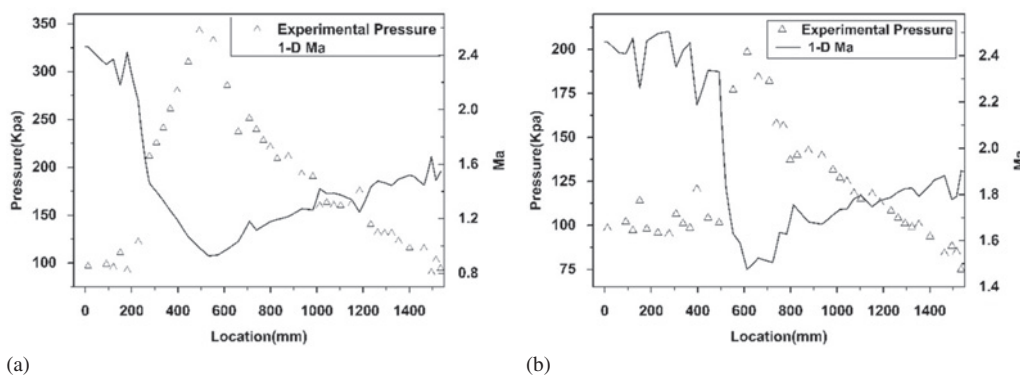 350
300
250
200
150
100
Pressure(Kpa)
Experimental Pressure
1-D Ma
2.4
2.0
1.6
1.2
0.8
Ma
0 200 400 600 800 1000 1200 1400
Location(mm)
(a)
200
175
150
125
100
75
Pressure(Kpa)
Experimental Pressure
1-D Ma
2.4
2.2
2.0
1.8
1.6
1.4
Ma
0 200 400 600 800 1000 1200 1400
Location(mm)
(b)